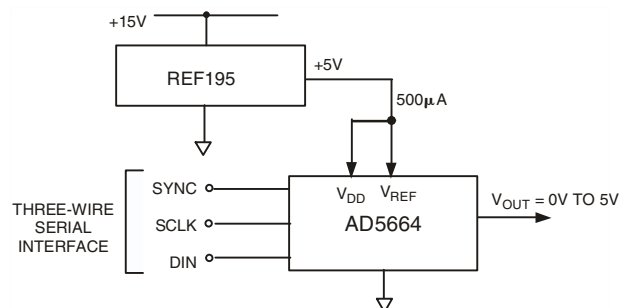 +15V
REF195
+5V
500µA
THREE-WIRE
SERIAL
INTERFACE
SYNC
SCLK
DIN
VDD
VREF
AD5664
VOUT = 0V TO 5V